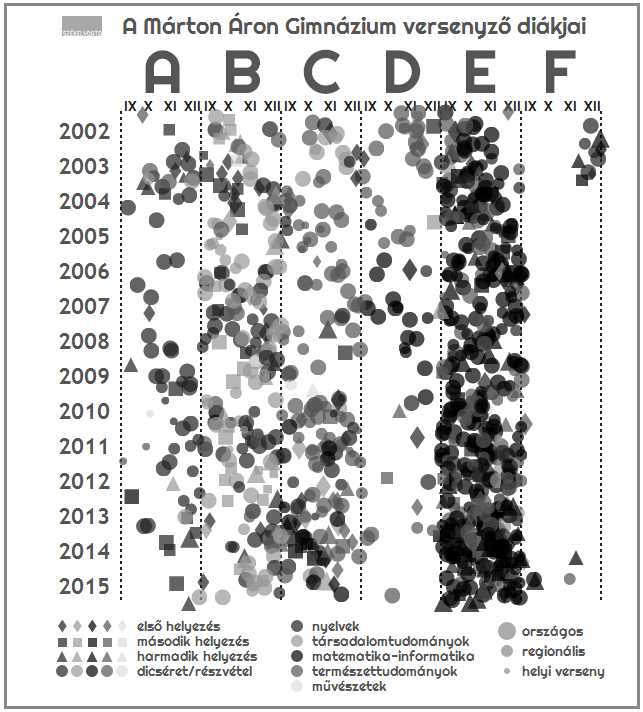 SZÉKELYDATA
A Márton Áron Gimnázium versenyző diákjai
A B C D E F
IX X XI XII IX X XI XII IX X XI XII IX X XI XII IX X XI XII IX X XI XII
2002
2003
2004
2005
2006
2007
2008
2009
2010
2011
2012
2013
2014
2015
első helyezés
második helyezés
harmadik helyezés
dicséret/részvétel
nyelvek
társadalomtudományok
matematika-informatika
természettudományok
művészetek
országos
regionális
helyi verseny